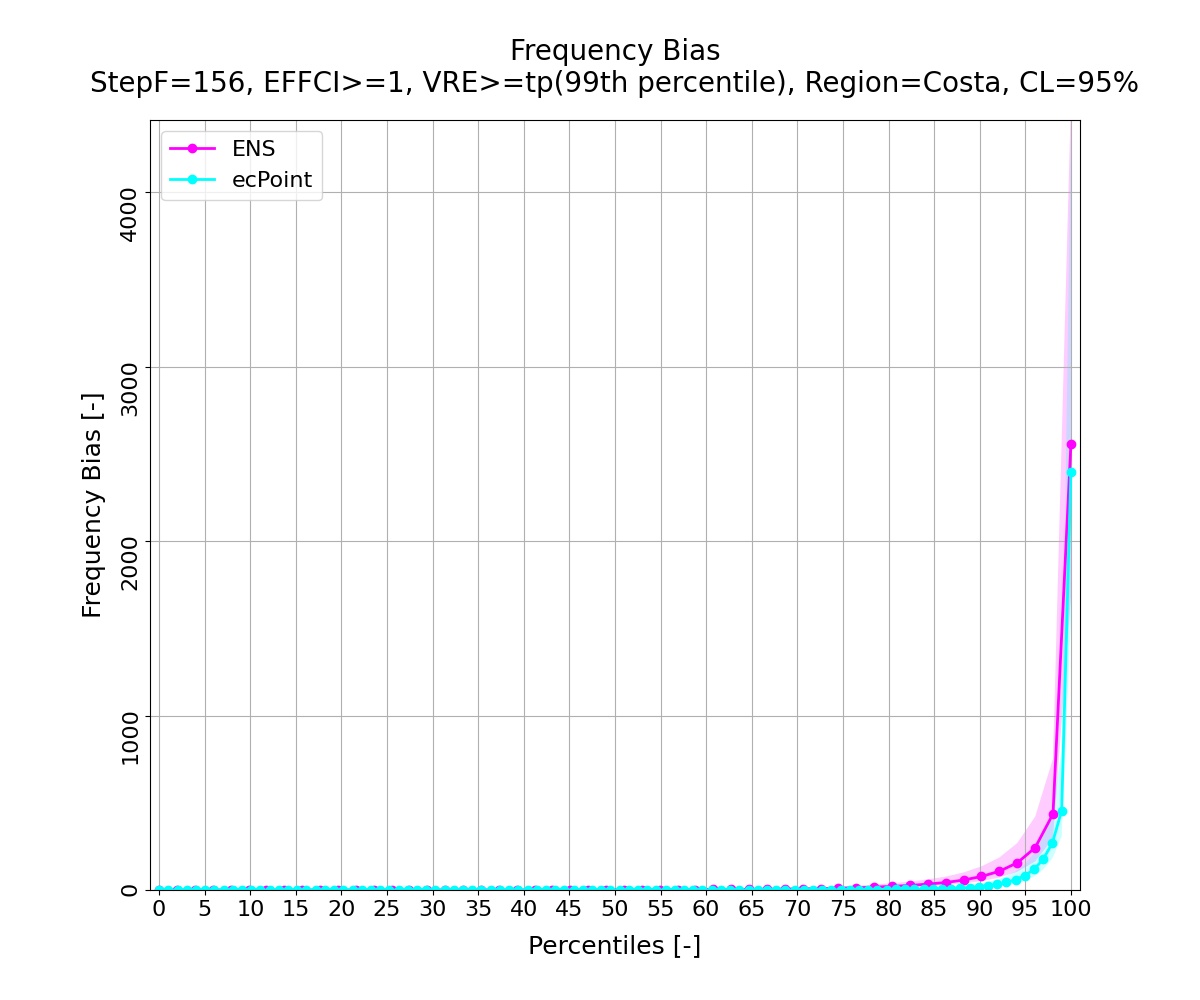 Frequency Bias
StepF=156, EFFCI>=1, VRE>=tp(99th percentile), Region=Costa, CL=95%
ENS
ecPoint
4000
3000
2000
1000
0
Frequency Bias [-]
0 5 10 15 20 25 30 35 40 45 50 55 60 65 70 75 80 85 90 95 100
Percentiles [-]